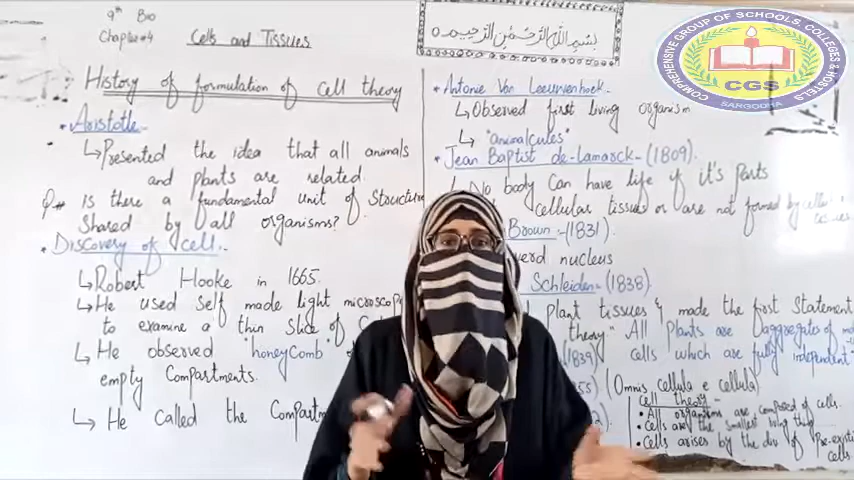 9th Bio
Chapter #4
Cells and Tissues
بِسْمِ اللهِ الرَّحْمٰنِ الرَّحِيْمِ
COMPREHENSIVE GROUP OF SCHOOLS, COLLEGES & HOSTELS
CGS
SARGODHA
History of formulation of cell theory
Aristotle
Presented the idea that all animals
and plants are related.
Is there a fundamental unit of Structure
Shared by all organisms?
Discovery of cell
Robert Hooke in 1665.
He used self made light microscope
to examine a thin slice of
He observed "honeycomb"
empty compartments.
He called the
Antonie Van Leeuwenhoek
Observed first living organism
"animalcules"
Jean Baptist de-Lamarck (1809)
No body can have life if it's Parts
cellular tissues or are not formed by
Brown (1831)
nucleus
Schleiden (1838)
plant tissues & made the first Statement
theory." All plants are aggregates of
cells which are fully independent"
(1839)
(Omnis cellula e cellula)
Cell theory
All organisms are composed of cells.
Cells are the smallest living thing
Cells arises by the div of Pre-existing
cells.